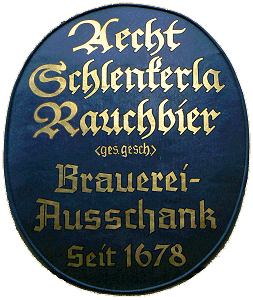 Aecht
Schlenkerla
Rauchbier
<ges.gesch.>
Brauerei-
Ausschank
Seit 1678